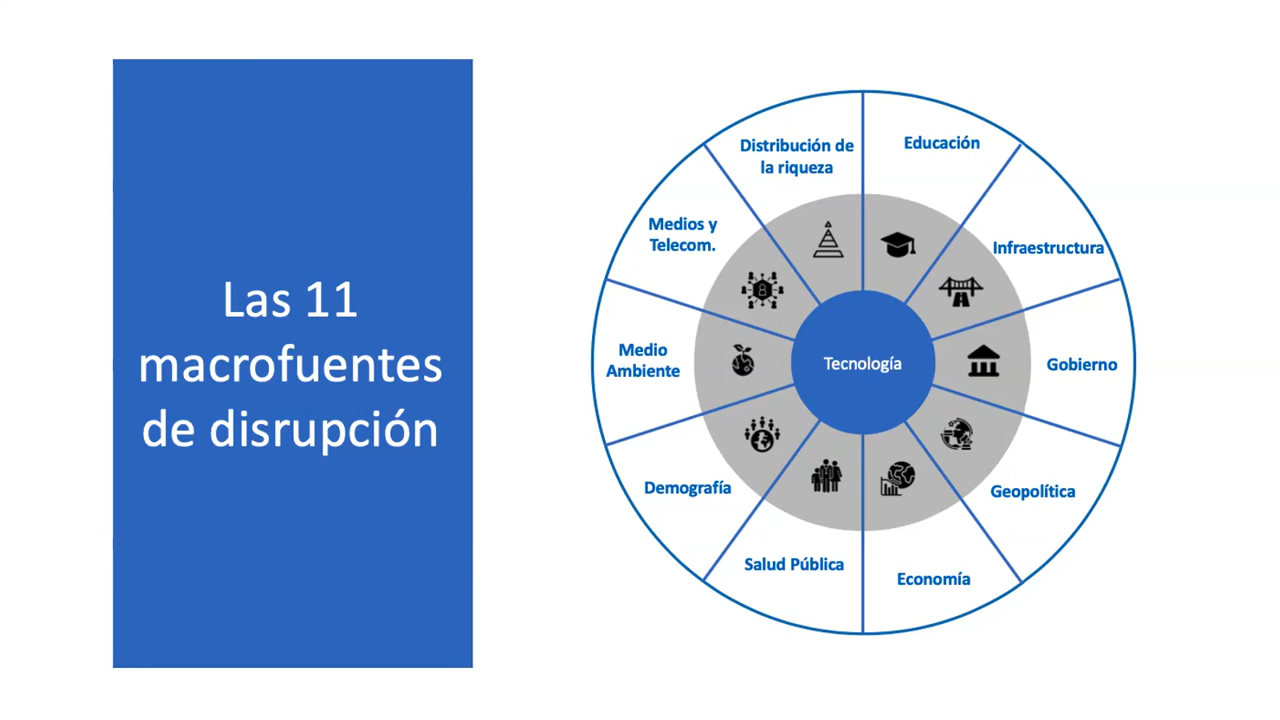 Las 11
macrofuentes
de disrupción
Distribución de
la riqueza
Educación
Medios y
Telecom.
Infraestructura
Medio
Ambiente
Tecnología
Gobierno
Demografía
Geopolítica
Salud Pública
Economía